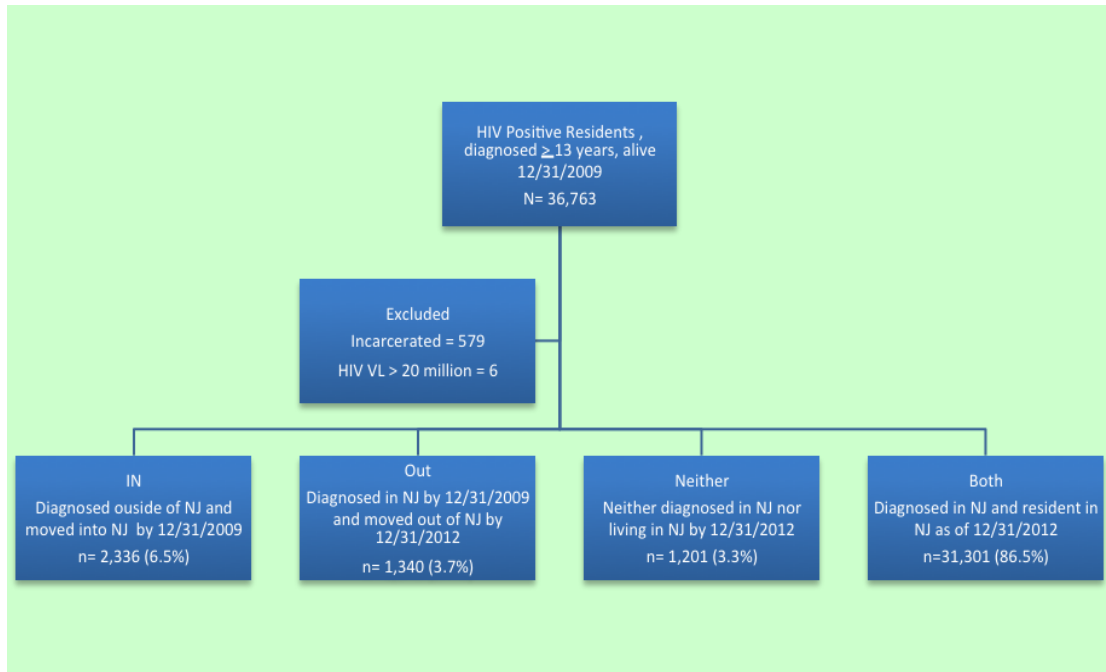 HIV Positive Residents ,
diagnosed ≥ 13 years, alive
12/31/2009
N= 36,763
Excluded
Incarcerated = 579
HIV VL > 20 million = 6
IN
Diagnosed ouside of NJ and
moved into NJ by 12/31/2009
n= 2,336 (6.5%)
Out
Diagnosed in NJ by 12/31/2009
and moved out of NJ by
12/31/2012
n= 1,340 (3.7%)
Neither
Neither diagnosed in NJ nor
living in NJ by 12/31/2012
n= 1,201 (3.3%)
Both
Diagnosed in NJ and resident in
NJ as of 12/31/2012
n=31,301 (86.5%)